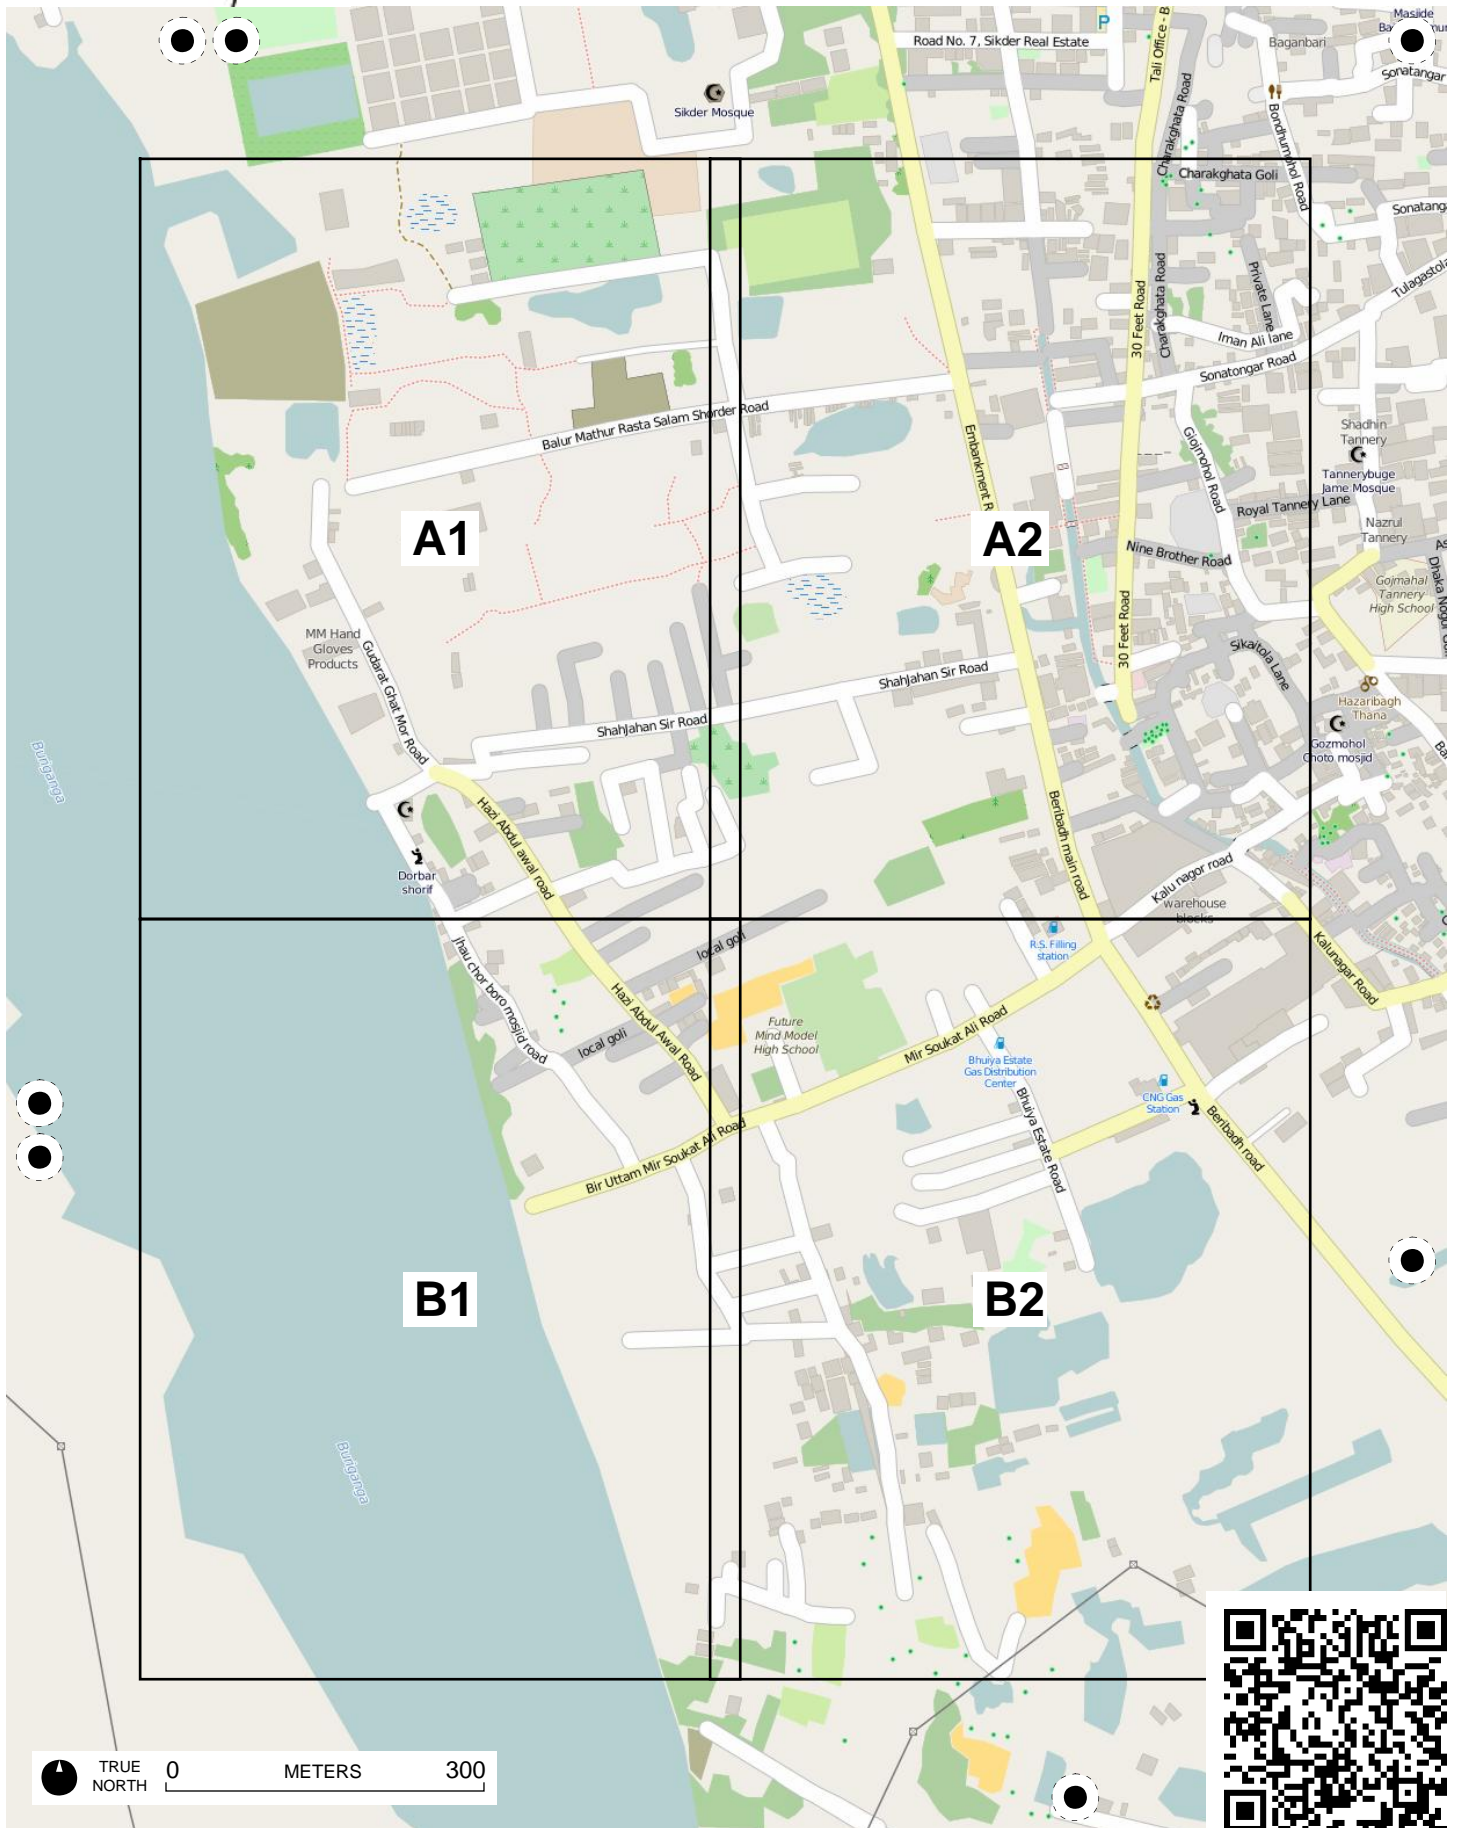 Masjide
Road No. 7, Sikder Real Estate
Tali Office - B
Baganbari
Sonatangar
Sikder Mosque
Charakghata Road
Bondhumohol Road
Charakghata Goli
Sonatanga
Tulagastola
Private Lane
Charakghata Road
30 Feet Road
Iman Ali lane
Sonatongar Road
Balur Mathur Rasta Salam Shorder Road
Embankment R
Giojmohol Road
Shadhin
Tannery
Tannerybuge
Jame Mosque
Royal Tannery Lane
Nazrul
Tannery
A1
A2
Nine Brother Road
As
Gojmahal
Tannery
High School
30 Feet Road
MM Hand
Gloves
Products
Gudarat Ghat Mor Road
Sikaltola Lane
ShahJahan Sir Road
Hazaribagh
Thana
ShahJahan Sir Road
Gozmohol
Choto mosjid
Buriganga
Hazi Abdul awal road
Beribadh main road
Dorbar
shorif
Kalu nagor road
warehouse
blocks
jhau chor boro mosjid road
local goli
R.S. Filling
station
Kalunagar Road
Hazi Abdul Awal Road
Future
Mind Model
High School
local goli
Mir Soukat Ali Road
Bhuiya Estate
Gas Distribution
Center
CNG Gas
Station
Bhuiya Estate Road
Beribadh road
Bir Uttam Mir Soukat Ali Road
B1
B2
Buriganga
TRUE
NORTH
0 METERS 300